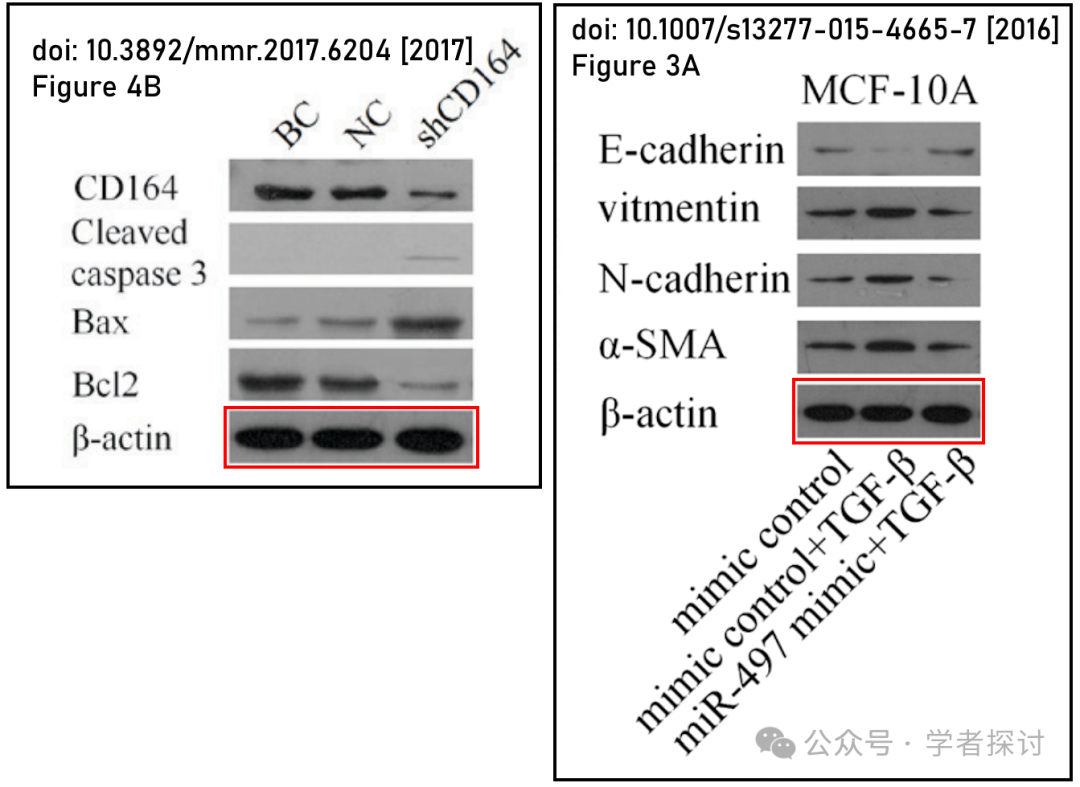 doi: 10.3892/mmr.2017.6204 [2017]
Figure 4B
BC
NC
shCD164
CD164
Cleaved
caspase 3
Bax
Bcl2
β-actin
doi: 10.1007/s13277-015-4665-7 [2016]
Figure 3A
MCF-10A
E-cadherin
vitmentin
N-cadherin
α-SMA
β-actin
mimic control
mimic control+TGF-β
miR-497 mimic+TGF-β
公众号 · 学者探讨